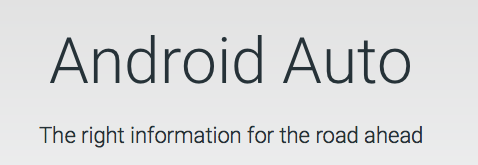 Android Auto
The right information for the road ahead